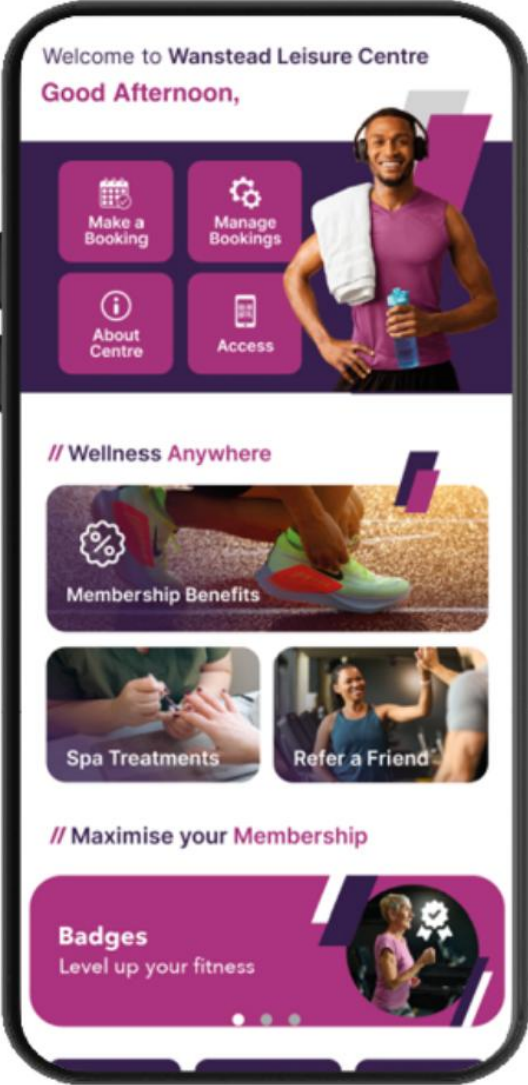 Welcome to Wanstead Leisure Centre
Good Afternoon,
Make a
Booking
Manage
Bookings
About
Centre
Access
// Wellness Anywhere
Membership Benefits
Spa Treatments
Refer a Friend
// Maximise your Membership
Badges
Level up your fitness